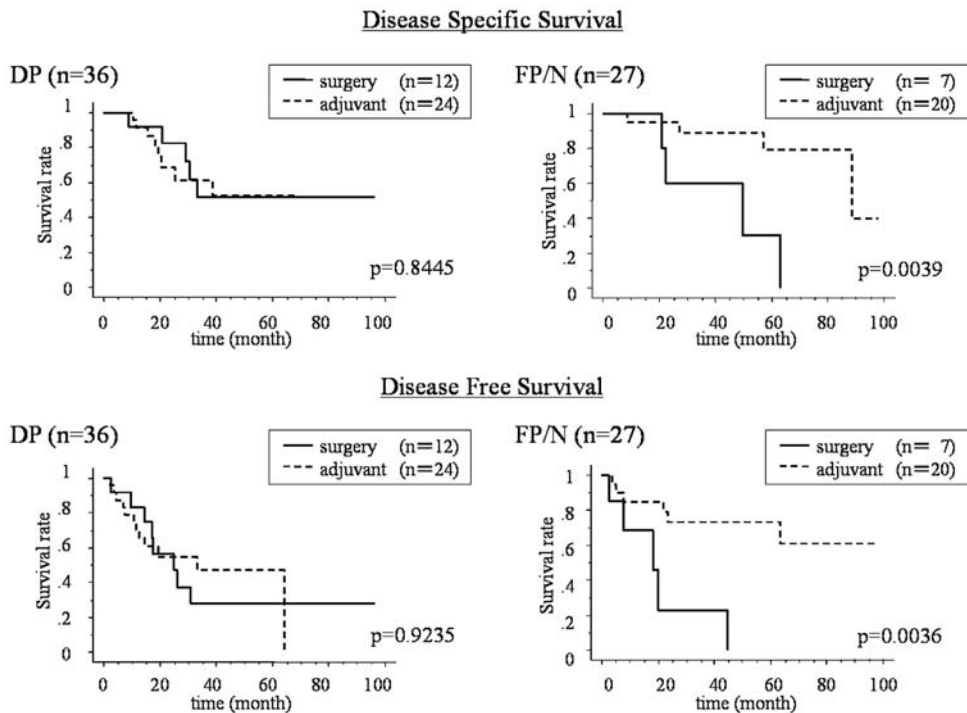 Disease Specific Survival
DP (n=36)
surgery (n=12)
adjuvant (n=24)
1
.8
.6
.4
.2
0
Survival rate
p=0.8445
0 20 40 60 80 100
time (month)
FP/N (n=27)
surgery (n= 7)
adjuvant (n=20)
1
.8
.6
.4
.2
0
Survival rate
p=0.0039
0 20 40 60 80 100
time (month)
Disease Free Survival
DP (n=36)
surgery (n=12)
adjuvant (n=24)
1
.8
.6
.4
.2
0
Survival rate
p=0.9235
0 20 40 60 80 100
time (month)
FP/N (n=27)
surgery (n= 7)
adjuvant (n=20)
1
.8
.6
.4
.2
0
Survival rate
p=0.0036
0 20 40 60 80 100
time (month)